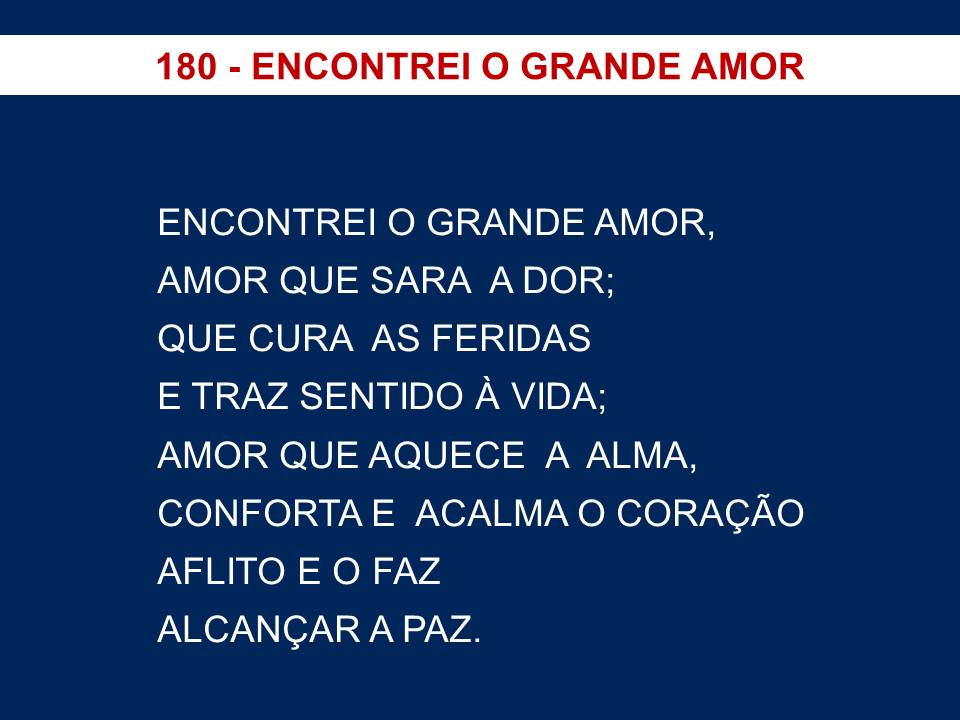 180 - ENCONTREI O GRANDE AMOR
ENCONTREI O GRANDE AMOR,
AMOR QUE SARA  A DOR;
QUE CURA  AS FERIDAS
E TRAZ SENTIDO À VIDA;
AMOR QUE AQUECE  A  ALMA,
CONFORTA E  ACALMA O CORAÇÃO
AFLITO E O FAZ
ALCANÇAR A PAZ.